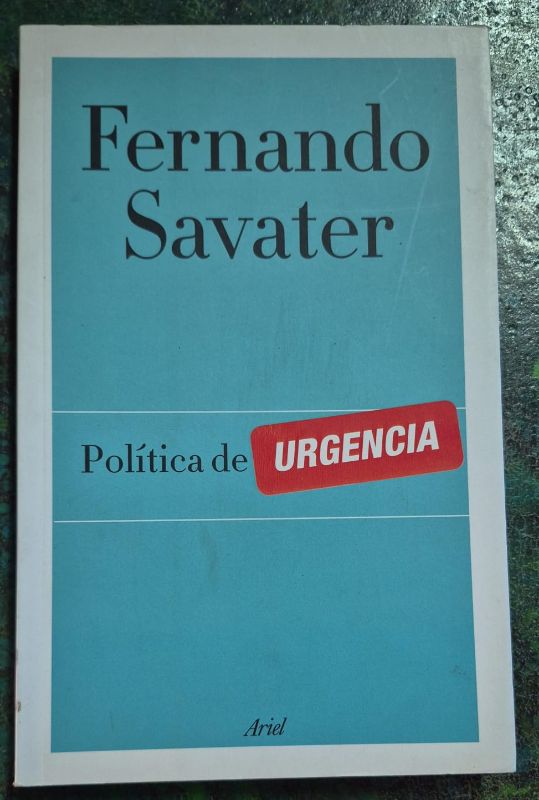 Fernando
Savater
Política de URGENCIA
Ariel